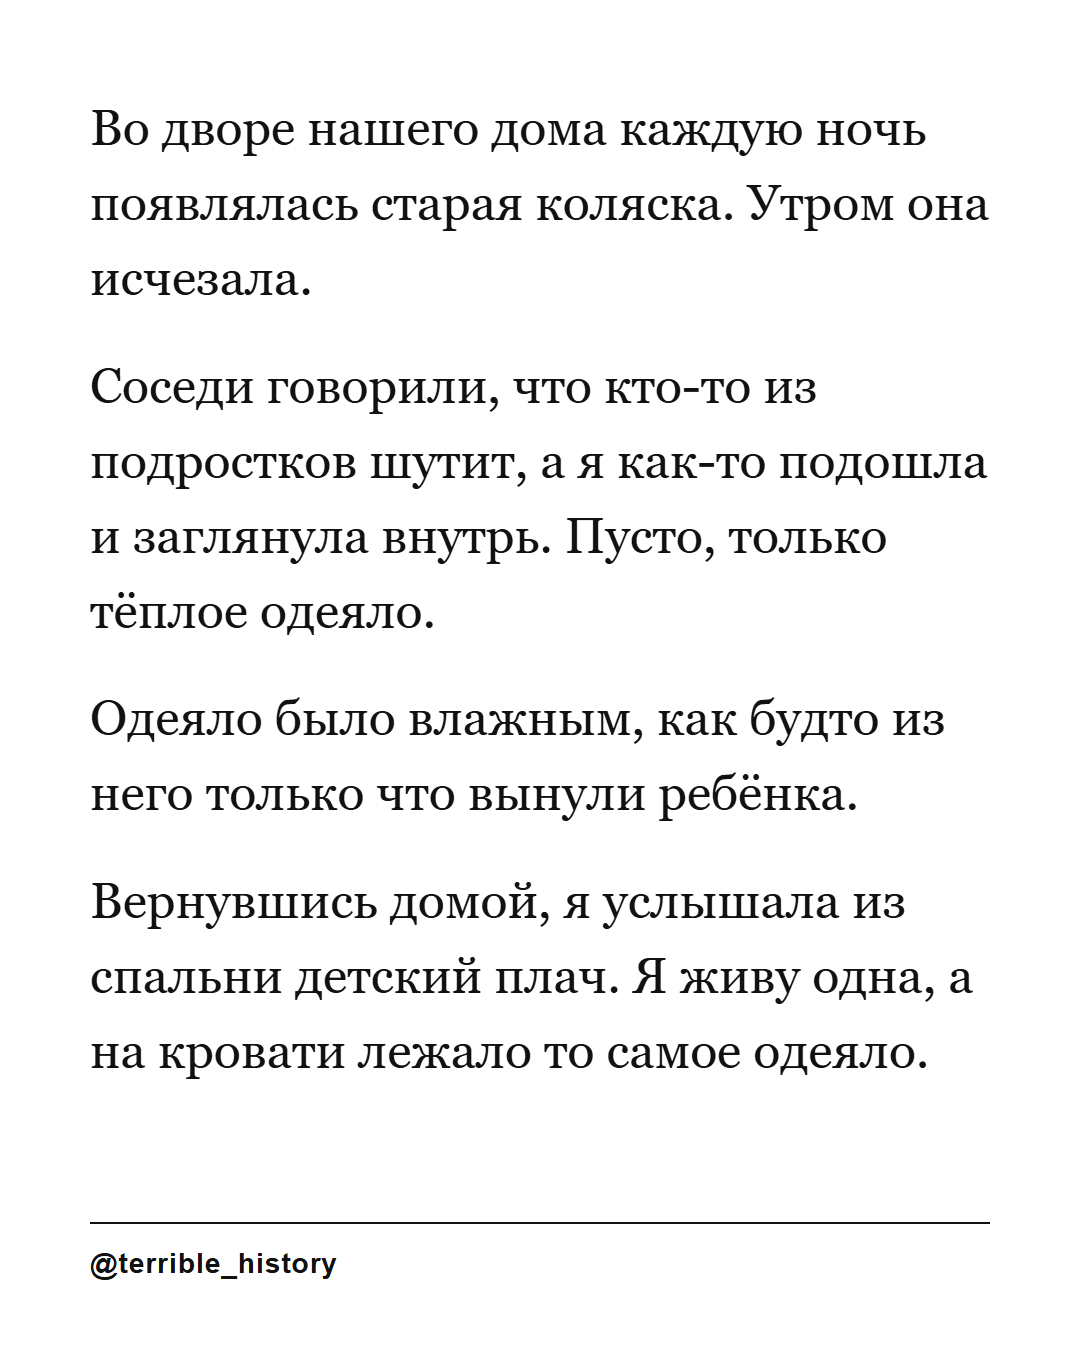 Во дворе нашего дома каждую ночь
появлялась старая коляска. Утром она
исчезала.
Соседи говорили, что кто-то из
подростков шутит, а я как-то подошла
и заглянула внутрь. Пусто, только
тёплое одеяло.
Одеяло было влажным, как будто из
него только что вынули ребёнка.
Вернувшись домой, я услышала из
спальни детский плач. Я живу одна, а
на кровати лежало то самое одеяло.
@terrible_history